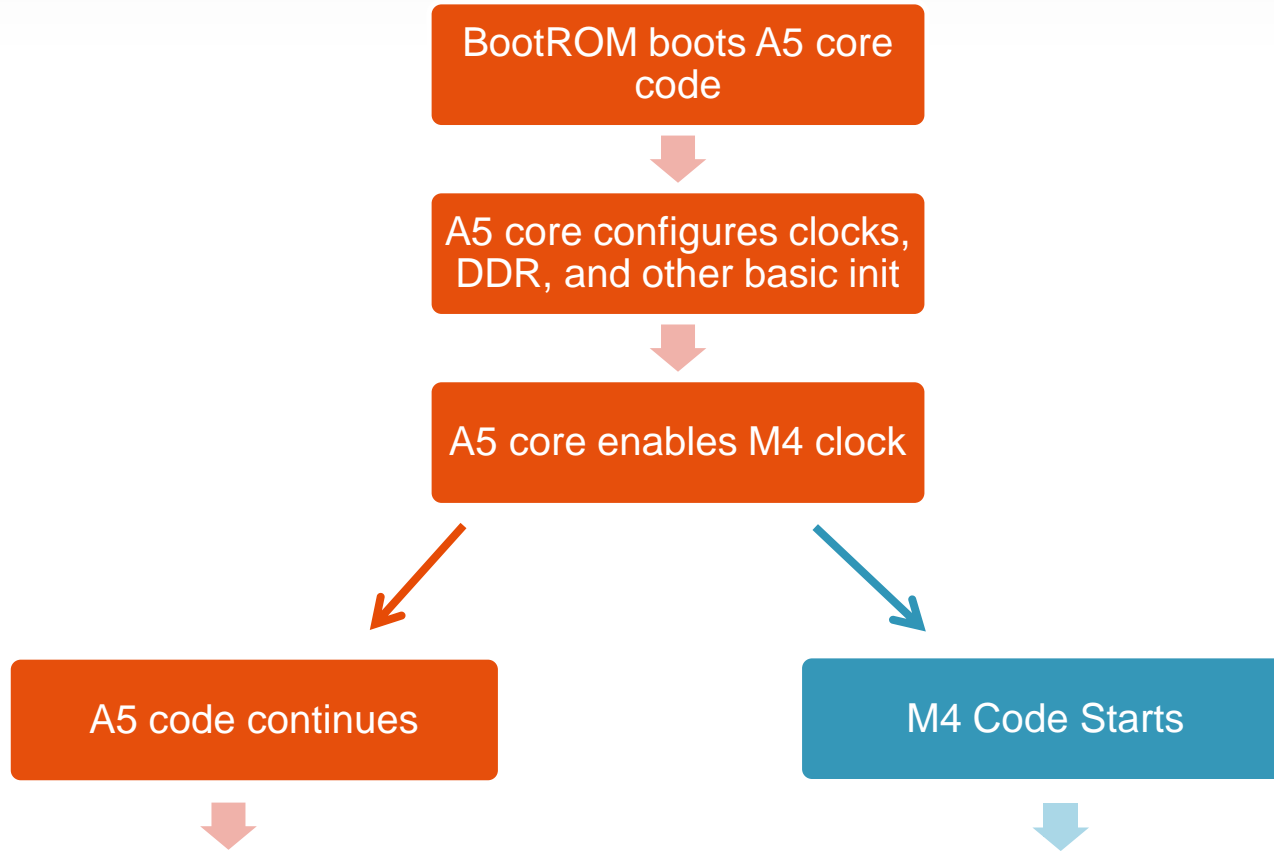 BootROM boots A5 core
code
A5 core configures clocks,
DDR, and other basic init
A5 core enables M4 clock
A5 code continues
M4 Code Starts